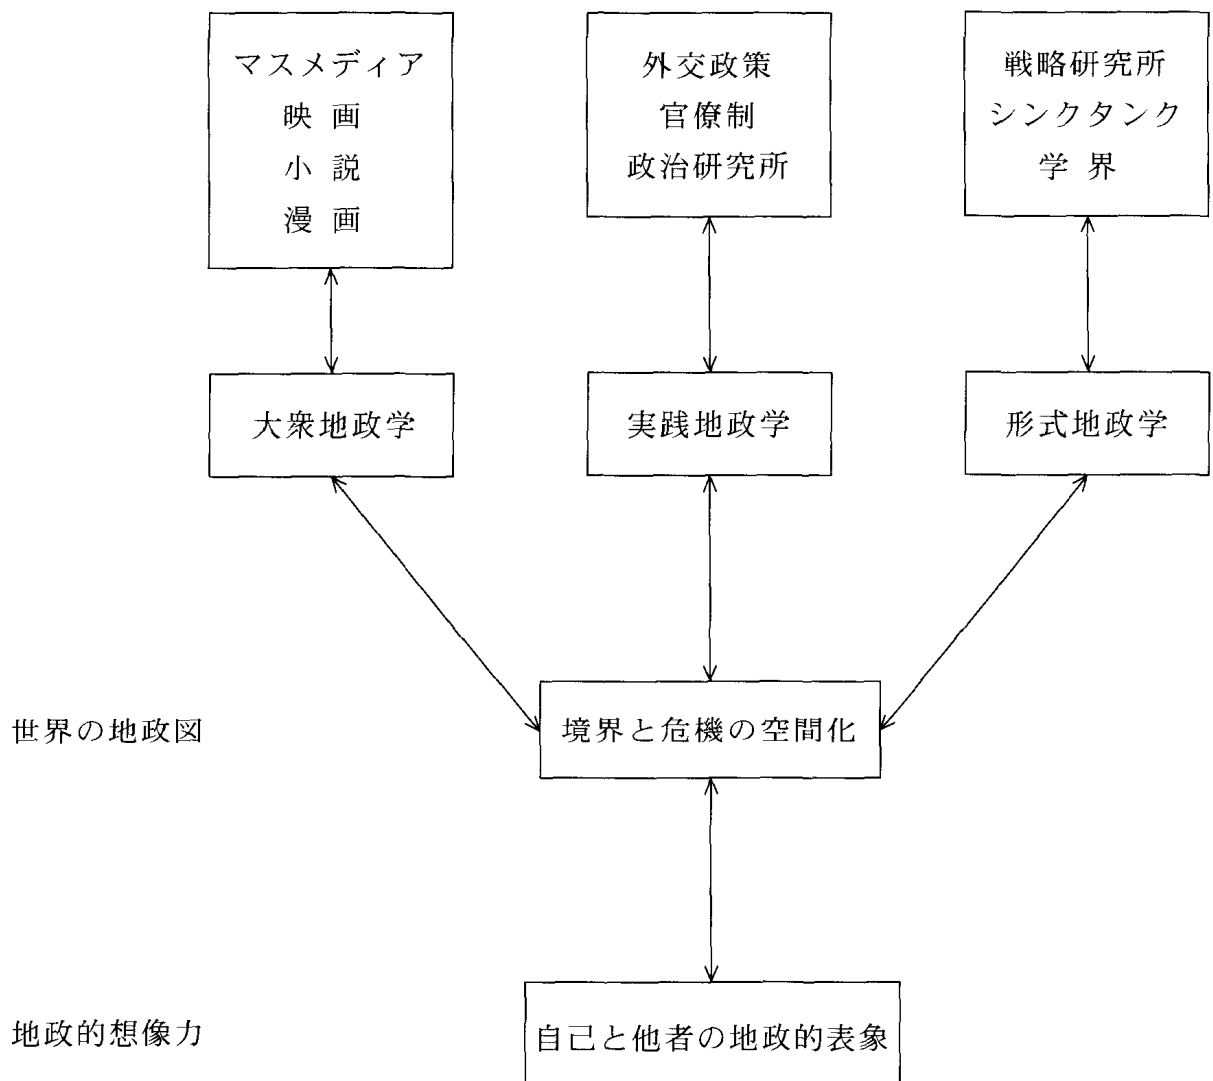 マスメディア
映 画
小 説
漫 画
外交政策
官僚制
政治研究所
戦略研究所
シンクタンク
学 界
大衆地政学
実践地政学
形式地政学
世界の地政図
境界と危機の空間化
地政的想像力
自己と他者の地政的表象